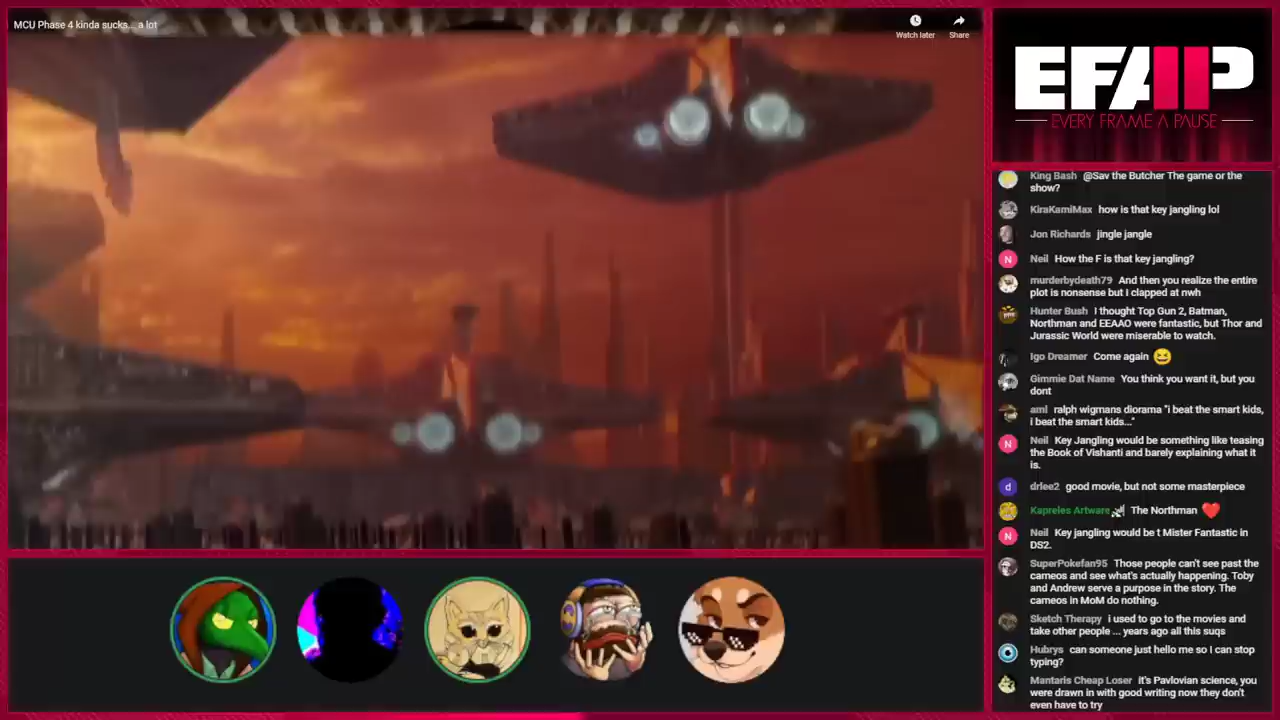 MCU Phase 4 kinda sucks... a lot
Watch later
Share
EFAP
EVERY FRAME A PAUSE
King Bash @Sav the Butcher The game or the
show?
KiraKamiMax how is that key jangling lol
Jon Richards jingle jangle
N
Neil How the F is that key jangling?
murderbydeath79 And then you realize the entire
plot is nonsense but I clapped at nwh
Hunter Bush I thought Top Gun 2, Batman,
Northman and EEAAO were fantastic, but Thor and
Jurassic World were miserable to watch.
Igo Dreamer Come again 😆
Gimmie Dat Name You think you want it, but you
dont
aml ralph wigmans diorama "i beat the smart kids,
i beat the smart kids..."
N
Neil Key Jangling would be something like teasing
the Book of Vishanti and barely explaining what it
is.
d
drlee2 good movie, but not some masterpiece
Kapreles Artware The Northman ❤️
N
Neil Key jangling would be t Mister Fantastic in
DS2.
SuperPokefan95 Those people can't see past the
cameos and see what's actually happening. Toby
and Andrew serve a purpose in the story. The
cameos in MoM do nothing.
Sketch Therapy i used to go to the movies and
take other people ... years ago all this suqs
Hubrys can someone just hello me so I can stop
typing?
Mantaris Cheap Loser it's Pavlovian science, you
were drawn in with good writing now they don't
even have to try